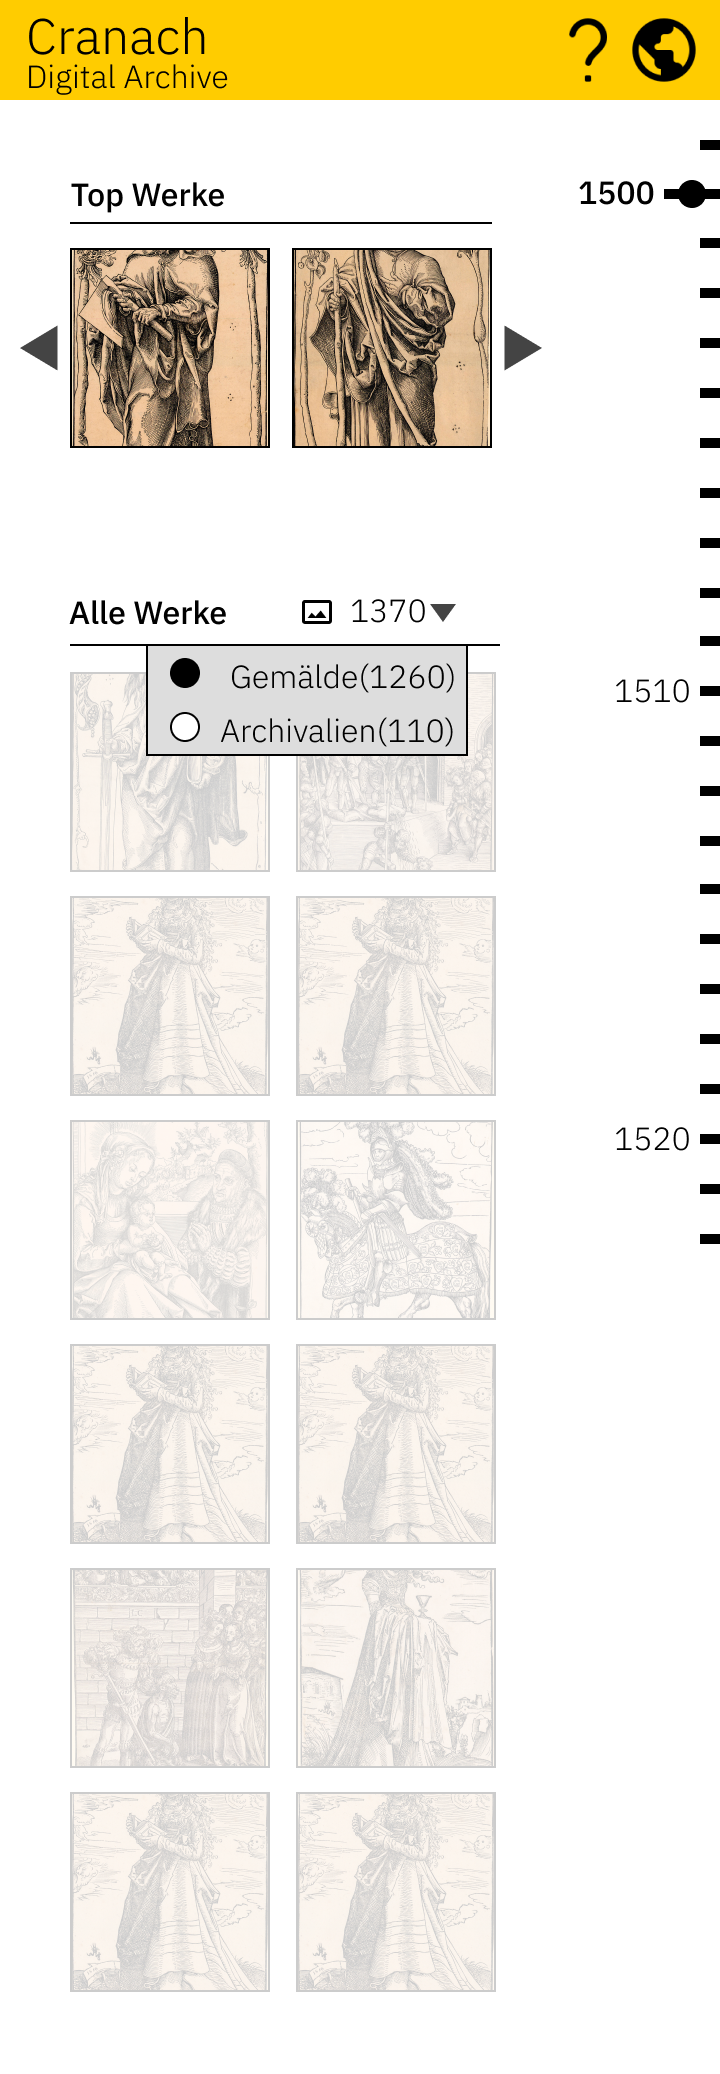 Cranach
Digital Archive
Top Werke
1500
Alle Werke 1370
Gemälde(1260)
Archivalien(110)
1510
1520